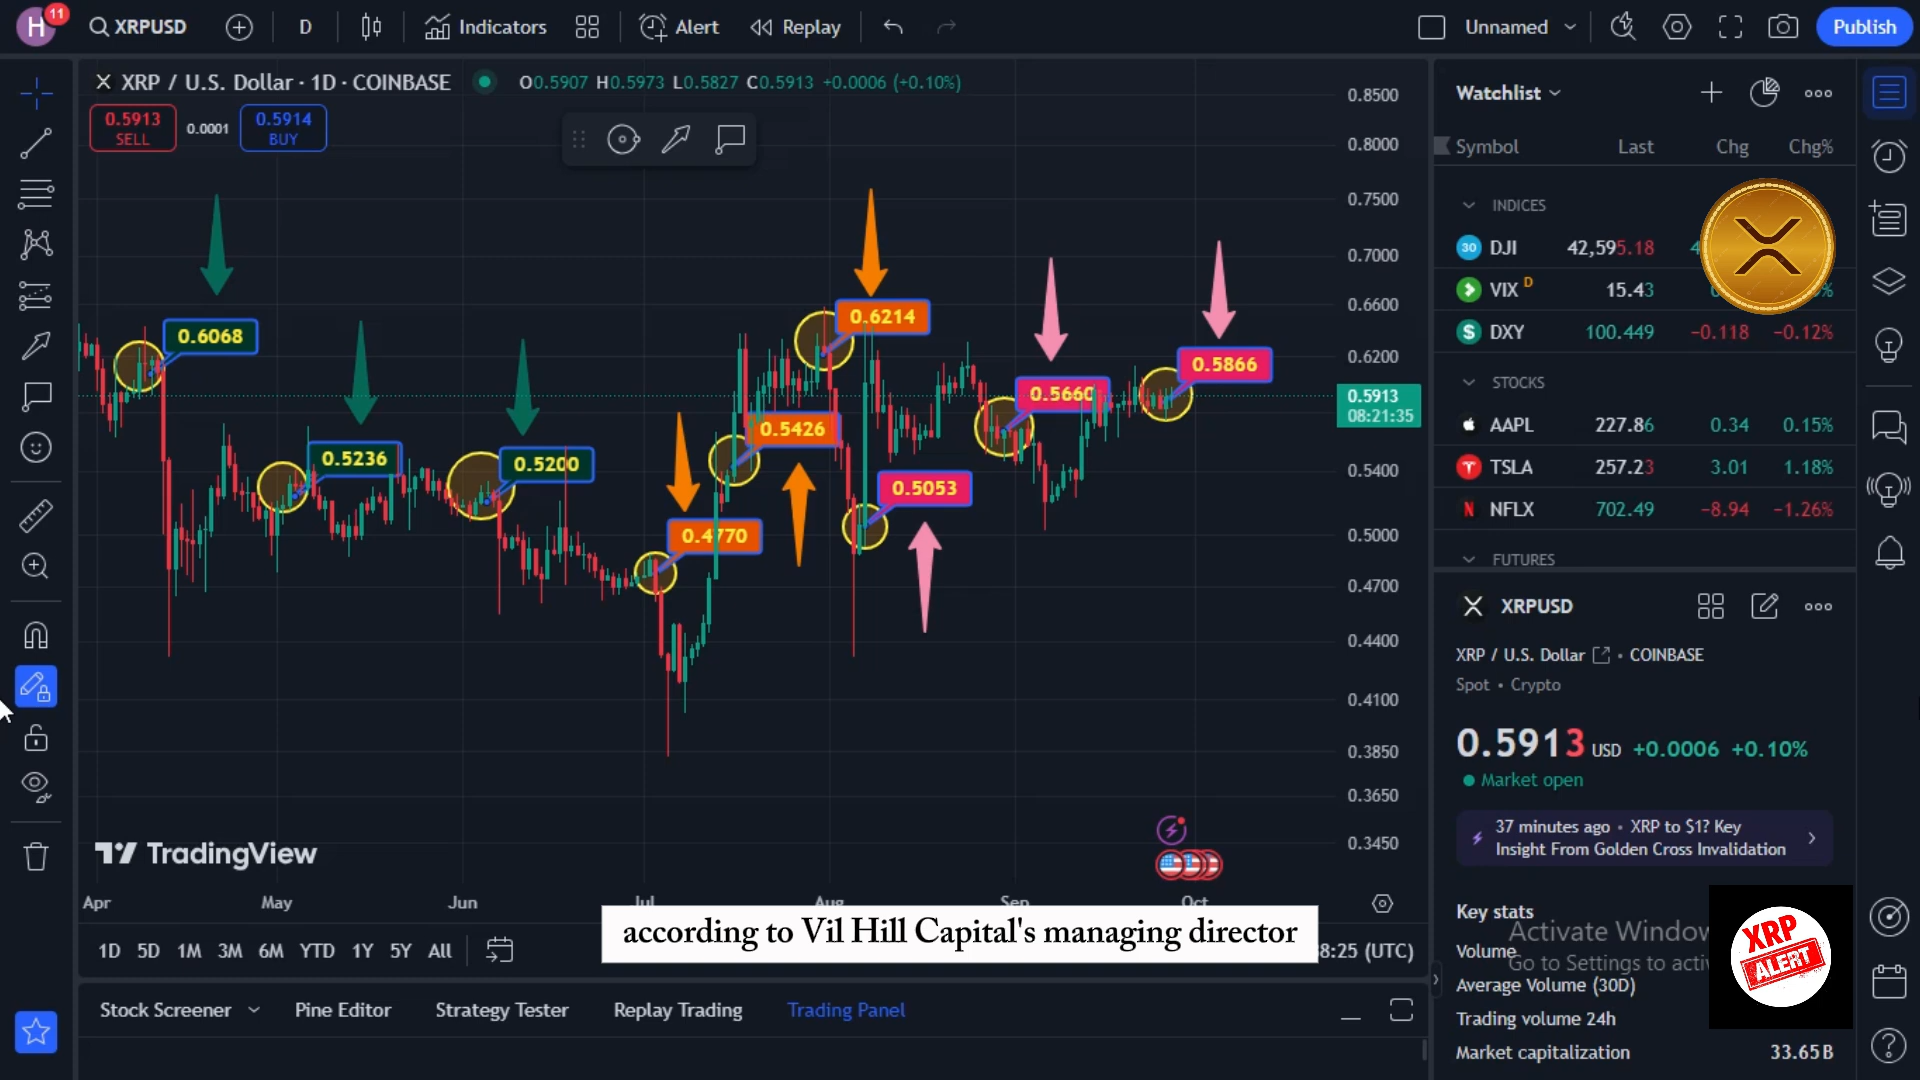 H 11 XRPUSD D Indicators Alert Replay Unnamed Publish
XRP / U.S. Dollar · 1D · COINBASE O0.5907 H0.5973 L0.5827 C0.5913 +0.0006 (+0.10%)
0.5913 SELL 0.0001 0.5914 BUY
0.6068
0.5236
0.5200
0.4770
0.5426
0.6214
0.5053
0.5660
0.5866
0.8500
0.8000
0.7500
0.7000
0.6600
0.6200
0.5913
08:21:35
0.5400
0.5000
0.4700
0.4400
0.4100
0.3850
0.3650
0.3450
TradingView
Apr May Jun Jul Aug Sep Oct
according to Vil Hill Capital's managing director
1D 5D 1M 3M 6M YTD 1Y 5Y All 8:25 (UTC)
Stock Screener Pine Editor Strategy Tester Replay Trading Trading Panel
Watchlist
Symbol Last Chg Chg%
INDICES
30 DJI 42,595.18
VIX D 15.43
$ DXY 100.449 −0.118 −0.12%
STOCKS
AAPL 227.86 0.34 0.15%
TSLA 257.23 3.01 1.18%
N NFLX 702.49 −8.94 −1.26%
FUTURES
XRPUSD
XRP / U.S. Dollar • COINBASE
Spot • Crypto
0.5913 USD +0.0006 +0.10%
Market open
37 minutes ago • XRP to $1? Key
Insight From Golden Cross Invalidation
Key stats
Activate Window
Volume
Go to Settings to acti
Average Volume (30D)
Trading volume 24h
Market capitalization 33.65B
XRP
ALERT